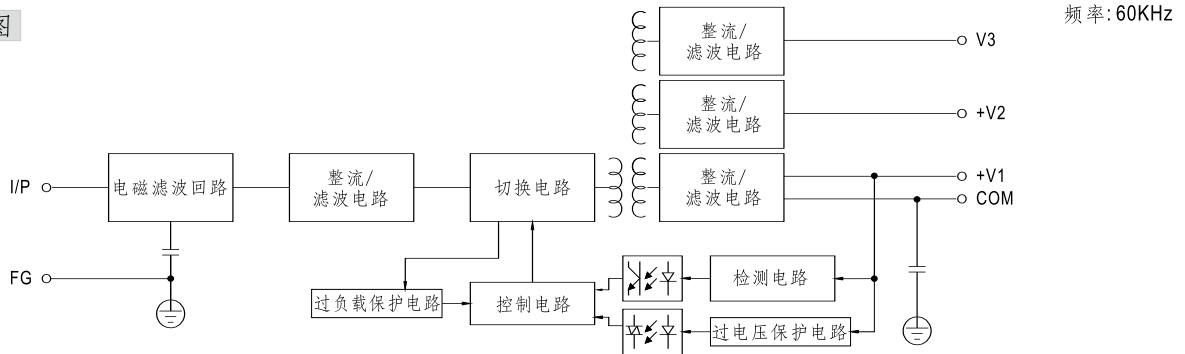 图
频率:60KHz
整流/
滤波电路
V3
整流/
滤波电路
+V2
I/P
电磁滤波回路
整流/
滤波电路
切换电路
整流/
滤波电路
+V1
COM
FG
过负载保护电路
控制电路
检测电路
过电压保护电路